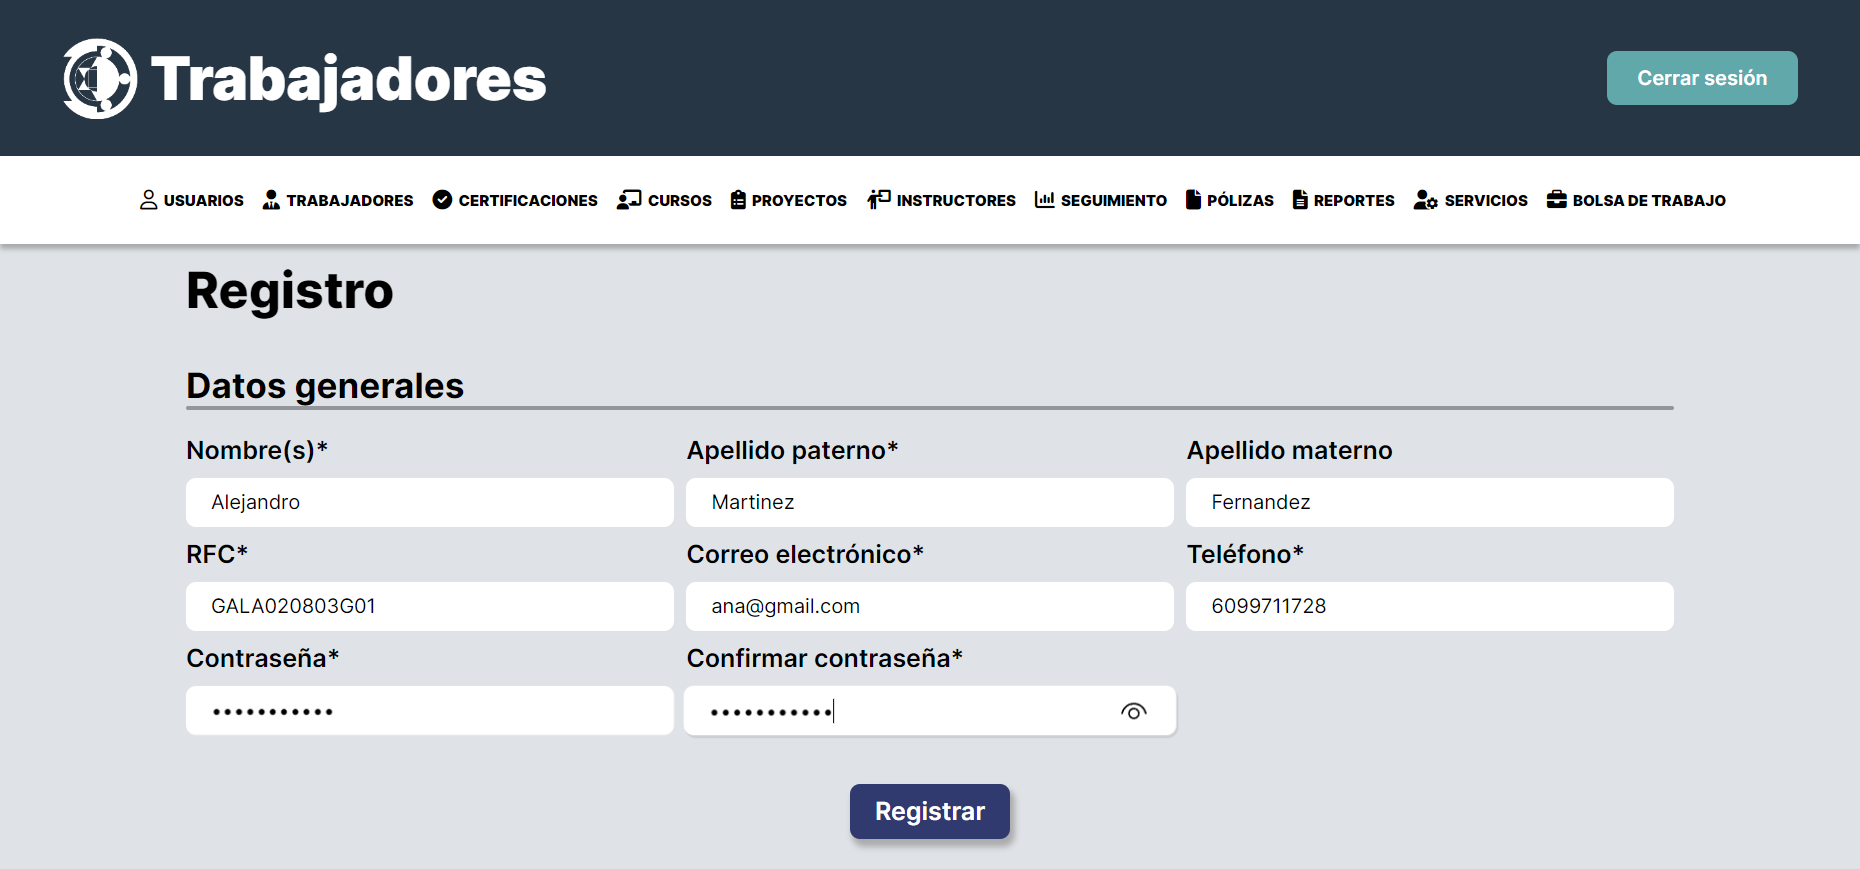 Trabajadores
Cerrar sesión
USUARIOS TRABAJADORES CERTIFICACIONES CURSOS PROYECTOS INSTRUCTORES SEGUIMIENTO PÓLIZAS REPORTES SERVICIOS BOLSA DE TRABAJO
Registro
Datos generales
Nombre(s)* Apellido paterno* Apellido materno
Alejandro Martinez Fernandez
RFC* Correo electrónico* Teléfono*
GALA020803G01 ana@gmail.com 6099711728
Contraseña* Confirmar contraseña*
••••••••••• •••••••••••
Registrar